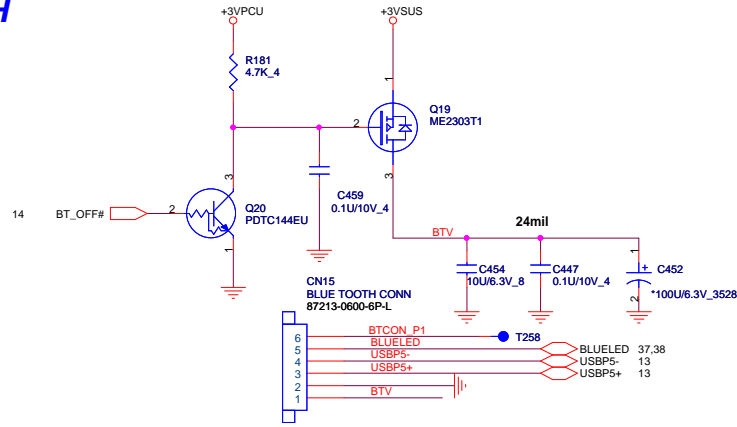 H
+3VPCU
+3VSUS
R181
4.7K_4
1
Q19
ME2303T1
2
3
3
C459
0.1U/10V_4
14 BT_OFF# 2
Q20
PDTC144EU
1
BTV
24mil
C454
10U/6.3V_8
C447
0.1U/10V_4
1
+
C452
2
*100U/6.3V_3528
CN15
BLUE TOOTH CONN
87213-0600-6P-L
6 BTCON_P1 T258
5 BLUELED BLUELED 37,38
4 USBP5- USBP5- 13
3 USBP5+ USBP5+ 13
2
1 BTV